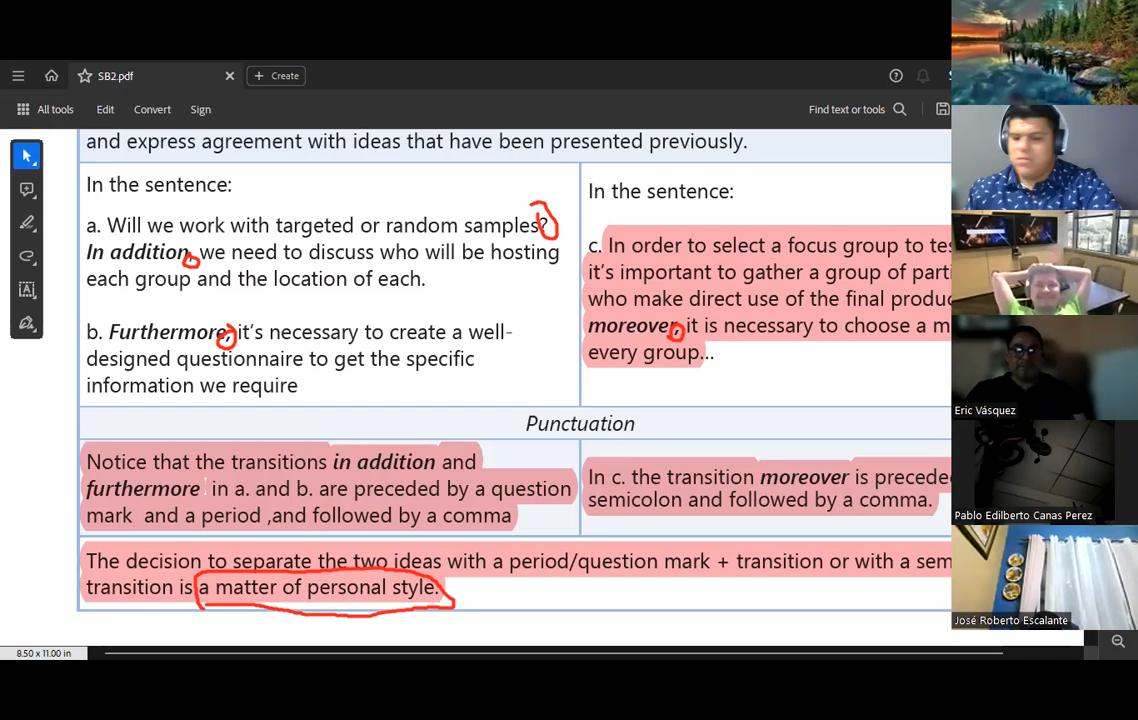 SB2.pdf
Create
All tools
Edit
Convert
Sign
Find text or tools
and express agreement with ideas that have been presented previously.
In the sentence:
a. Will we work with targeted or random samples?
In addition, we need to discuss who will be hosting
each group and the location of each.
b. Furthermore, it's necessary to create a well-
designed questionnaire to get the specific
information we require
In the sentence:
c. In order to select a focus group to
it's important to gather a group of
who make direct use of the final
moreover, it is necessary to choose a
every group...
Punctuation
Notice that the transitions in addition and
furthermore in a. and b. are preceded by a question
mark and a period ,and followed by a comma
In c. the transition moreover is
semicolon and followed by a comma.
The decision to separate the two ideas with a period/question mark + transition or with a
transition is a matter of personal style.
8.50 x 11.00 in
Eric Vásquez
Pablo Edilberto Canas Perez
José Roberto Escalante